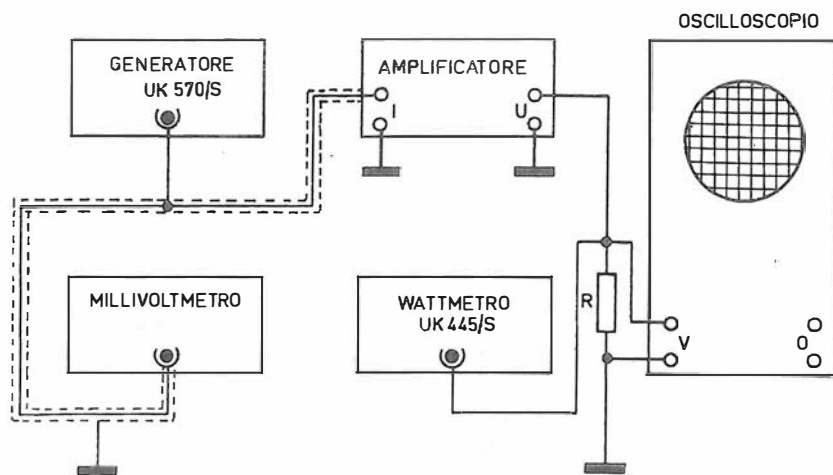 OSCILLOSCOPIO
GENERATORE
UK 570/S
AMPLIFICATORE
I
U
MILLIVOLTMETRO
WATTMETRO
UK 445/S
R
V
O